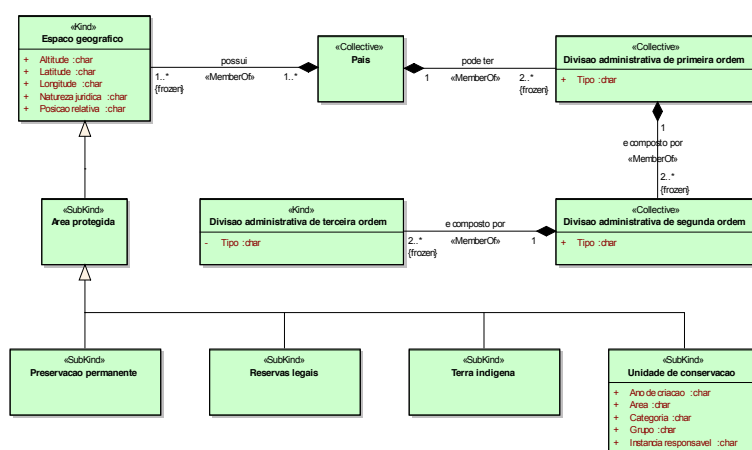 «Kind»
Espaco geografico
+ Altitude :char
+ Latitude :char
+ Longitude :char
+ Natureza juridica :char
+ Posicao relativa :char
possui
1..*
«MemberOf»
1..*
{frozen}
«Collective»
Pais
pode ter
1
«MemberOf»
2..*
{frozen}
«Collective»
Divisao administrativa de primeira ordem
+ Tipo :char
1
e composto por
«MemberOf»
2..*
{frozen}
«SubKind»
Area protegida
«Kind»
Divisao administrativa de terceira ordem
- Tipo :char
e composto por
2..*
«MemberOf»
1
{frozen}
«Collective»
Divisao administrativa de segunda ordem
+ Tipo :char
«SubKind»
Preservacao permanente
«SubKind»
Reservas legais
«SubKind»
Terra indigena
«SubKind»
Unidade de conservacao
+ Ano de criacao :char
+ Area :char
+ Categoria :char
+ Grupo :char
+ Instancia responsavel :char